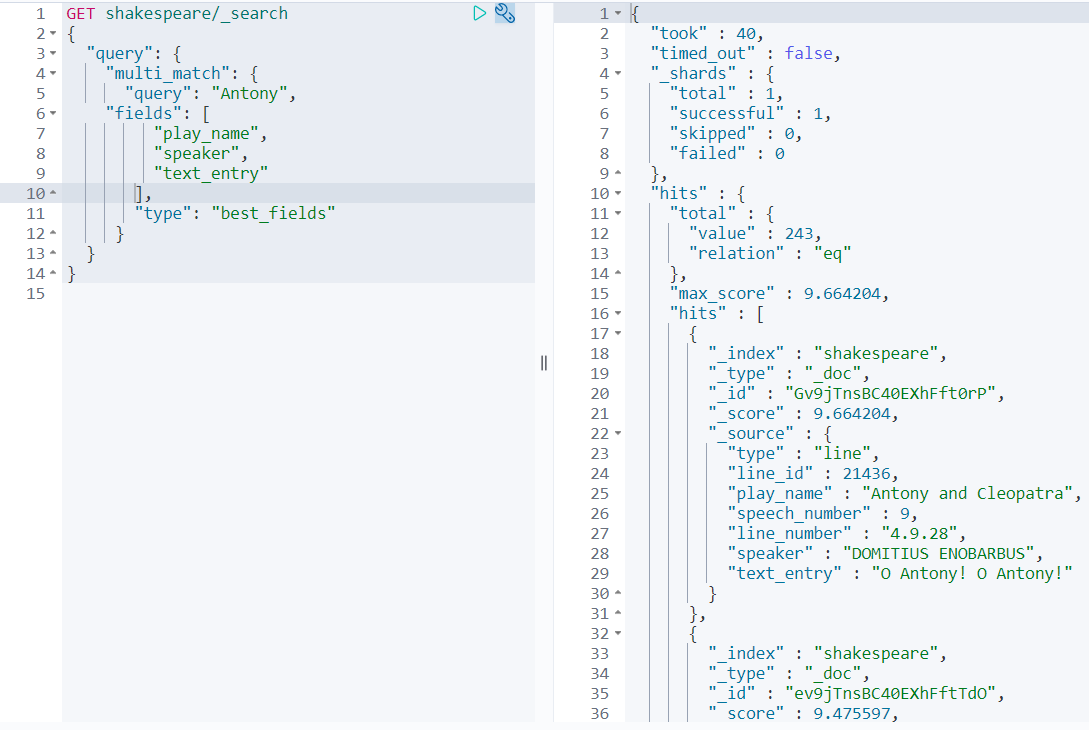 1 GET shakespeare/_search
2 {
3 "query": {
4 "multi_match": {
5 "query": "Antony",
6 "fields": [
7 "play_name",
8 "speaker",
9 "text_entry"
10 ],
11 "type": "best_fields"
12 }
13 }
14 }
15
1 {
2 "took" : 40,
3 "timed_out" : false,
4 "_shards" : {
5 "total" : 1,
6 "successful" : 1,
7 "skipped" : 0,
8 "failed" : 0
9 },
10 "hits" : {
11 "total" : {
12 "value" : 243,
13 "relation" : "eq"
14 },
15 "max_score" : 9.664204,
16 "hits" : [
17 {
18 "_index" : "shakespeare",
19 "_type" : "_doc",
20 "_id" : "Gv9jTnsBC40EXhFft0rP",
21 "_score" : 9.664204,
22 "_source" : {
23 "type" : "line",
24 "line_id" : 21436,
25 "play_name" : "Antony and Cleopatra",
26 "speech_number" : 9,
27 "line_number" : "4.9.28",
28 "speaker" : "DOMITIUS ENOBARBUS",
29 "text_entry" : "O Antony! O Antony!"
30 }
31 },
32 {
33 "_index" : "shakespeare",
34 "_type" : "_doc",
35 "_id" : "ev9jTnsBC40EXhFftTdO",
36 "_score" : 9.475597,